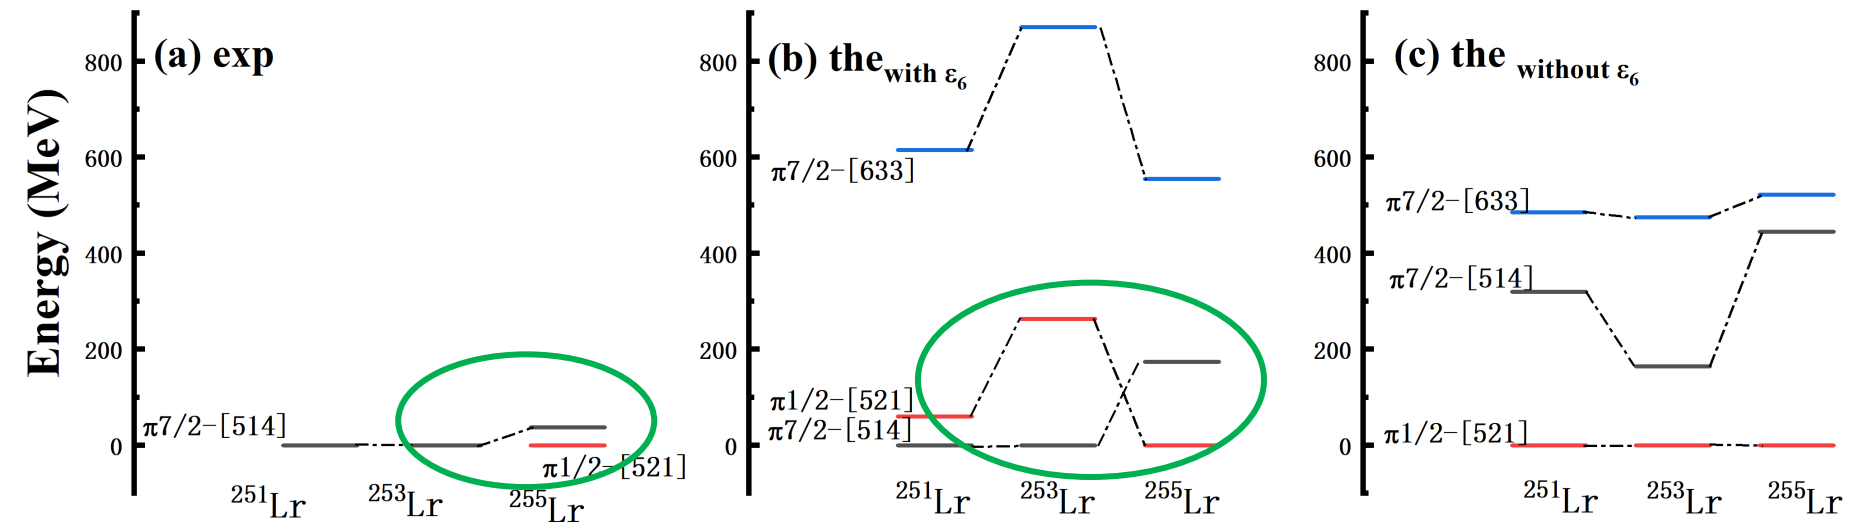 Energy (MeV)
(a) exp
800
600
400
200
0
π7/2-[514]
π1/2-[521]
²⁵¹Lr
²⁵³Lr
²⁵⁵Lr
(b) the with ε₆
800
600
400
200
0
π7/2-[633]
π1/2-[521]
π7/2-[514]
²⁵¹Lr
²⁵³Lr
²⁵⁵Lr
(c) the without ε₆
800
600
400
200
0
π7/2-[633]
π7/2-[514]
π1/2-[521]
²⁵¹Lr
²⁵³Lr
²⁵⁵Lr